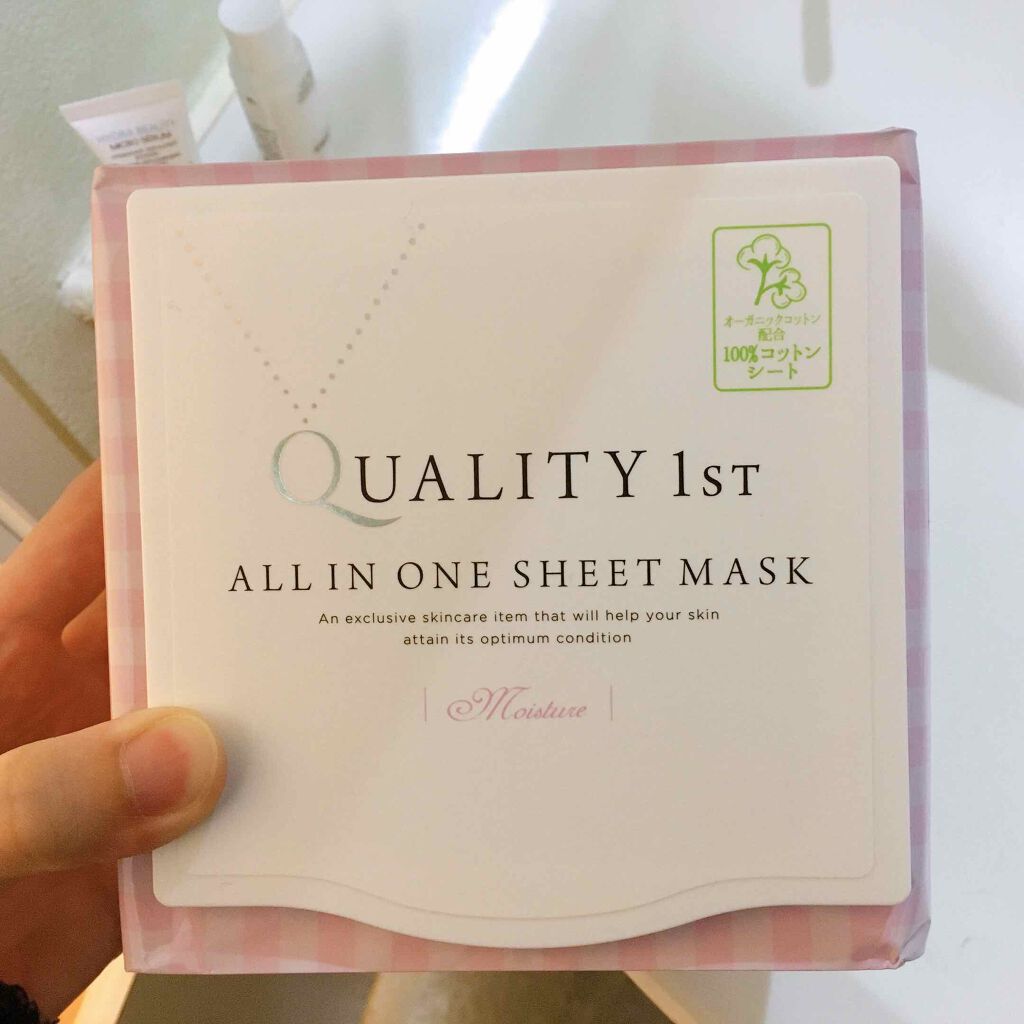 オーガニックコットン
配合
100%コットン
シート
QUALITY 1ST
ALL IN ONE SHEET MASK
An exclusive skincare item that will help your skin
attain its optimum condition
Moisture